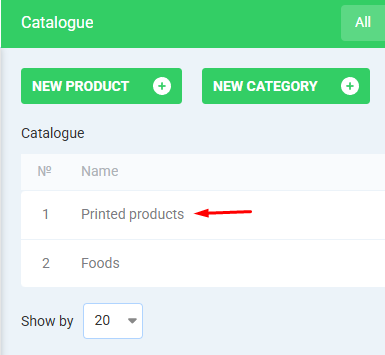 Catalogue
All
NEW PRODUCT
NEW CATEGORY
Catalogue
№ Name
1 Printed products
2 Foods
Show by 20